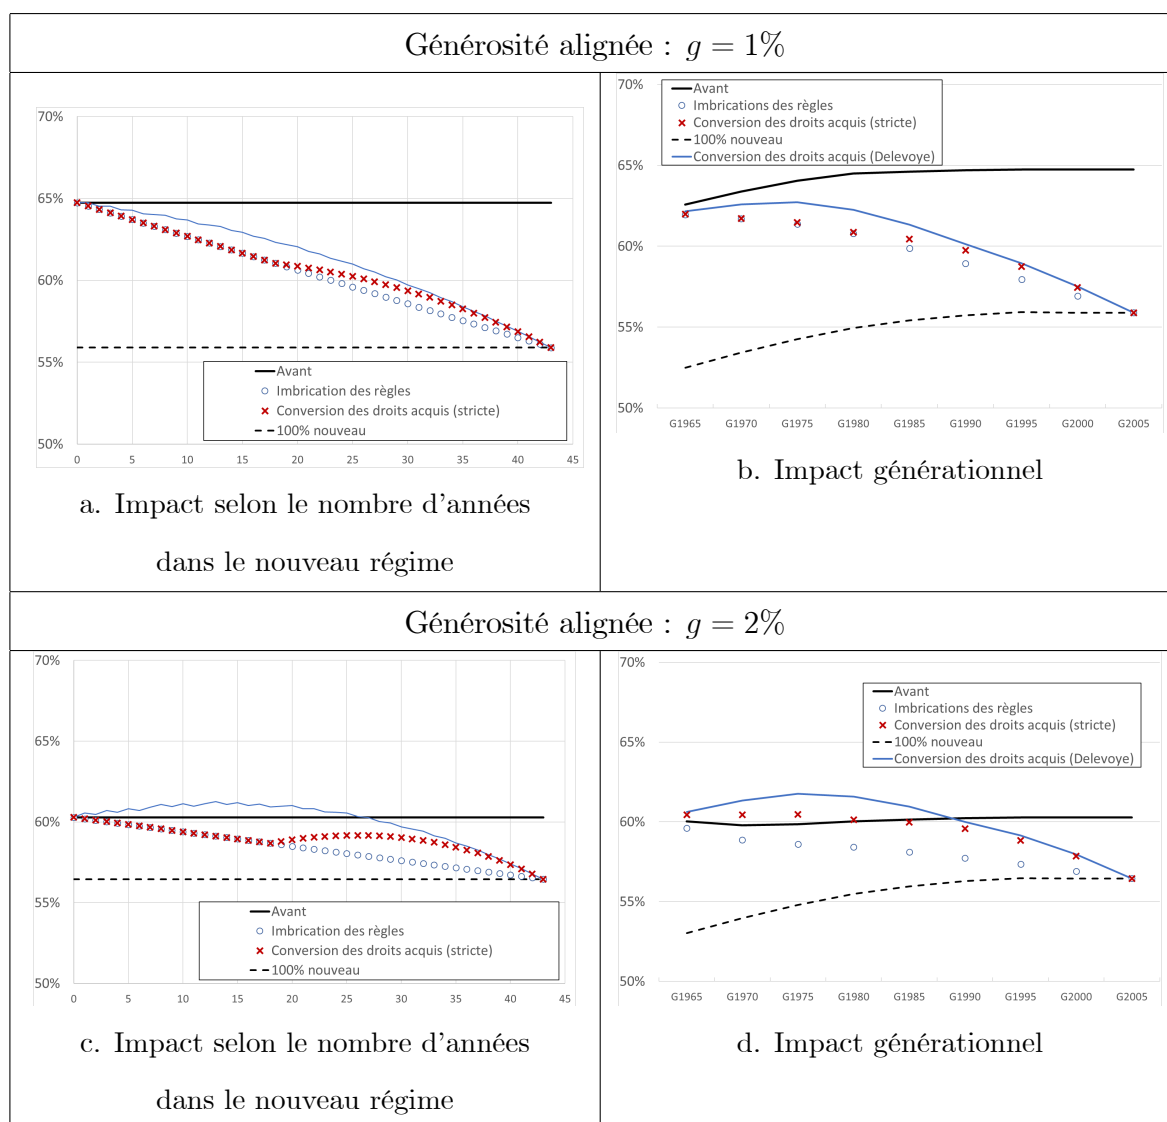 Générosité alignée : g = 1%
70%
65%
60%
55%
50%
0 5 10 15 20 25 30 35 40 45
Avant
Imbrication des règles
Conversion des droits acquis (stricte)
100% nouveau
a. Impact selon le nombre d'années
dans le nouveau régime
70%
65%
60%
55%
50%
Avant
Imbrications des règles
Conversion des droits acquis (stricte)
100% nouveau
Conversion des droits acquis (Delevoye)
G1965 G1970 G1975 G1980 G1985 G1990 G1995 G2000 G2005
b. Impact générationnel
Générosité alignée : g = 2%
70%
65%
60%
55%
50%
Avant
Imbrication des règles
Conversion des droits acquis (stricte)
100% nouveau
0 5 10 15 20 25 30 35 40 45
c. Impact selon le nombre d'années
dans le nouveau régime
70%
65%
60%
55%
50%
Avant
Imbrications des règles
Conversion des droits acquis (stricte)
100% nouveau
Conversion des droits acquis (Delevoye)
G1965 G1970 G1975 G1980 G1985 G1990 G1995 G2000 G2005
d. Impact générationnel